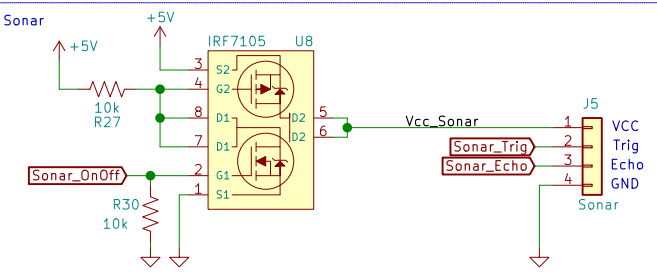 Sonar
+5V
+5V
IRF7105 U8
3 S2
4 G2
8 D1
7 D1
2 G1
1 S1
D2 5
D2 6
10k
R27
Sonar_OnOff
R30
10k
Vcc_Sonar
J5
1 VCC
Sonar_Trig 2 Trig
Sonar_Echo 3 Echo
4 GND
Sonar